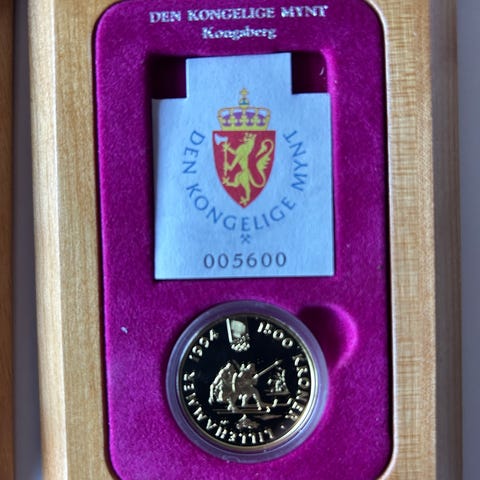 DEN KONGELIGE MYNT
Kongsberg
DEN KONGELIGE MYNT
005600
LILLEHAMMER 1994 1500 KRONER